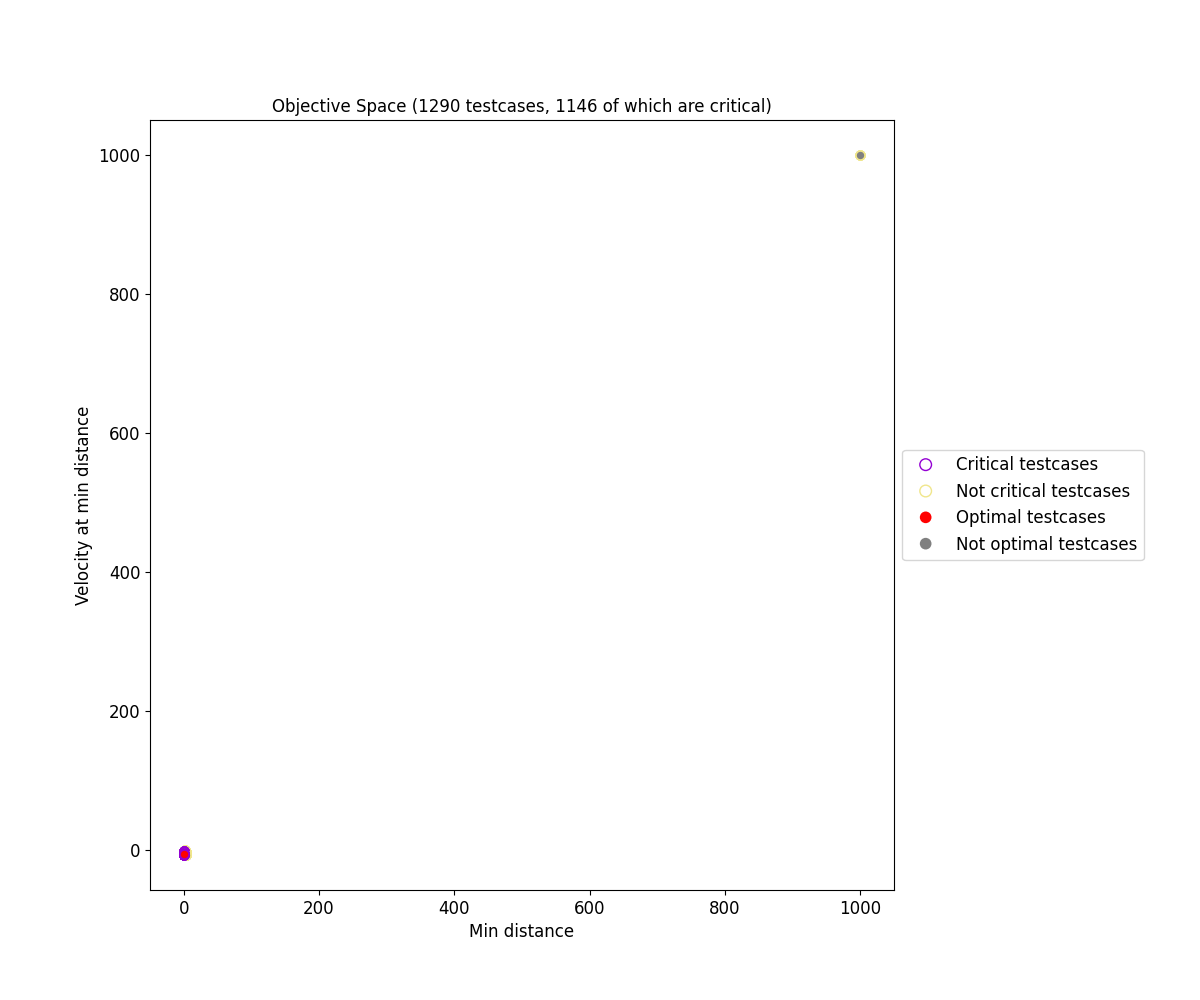 Objective Space (1290 testcases, 1146 of which are critical)
1000
800
600
400
200
0
Velocity at min distance
0 200 400 600 800 1000
Min distance
Critical testcases
Not critical testcases
Optimal testcases
Not optimal testcases